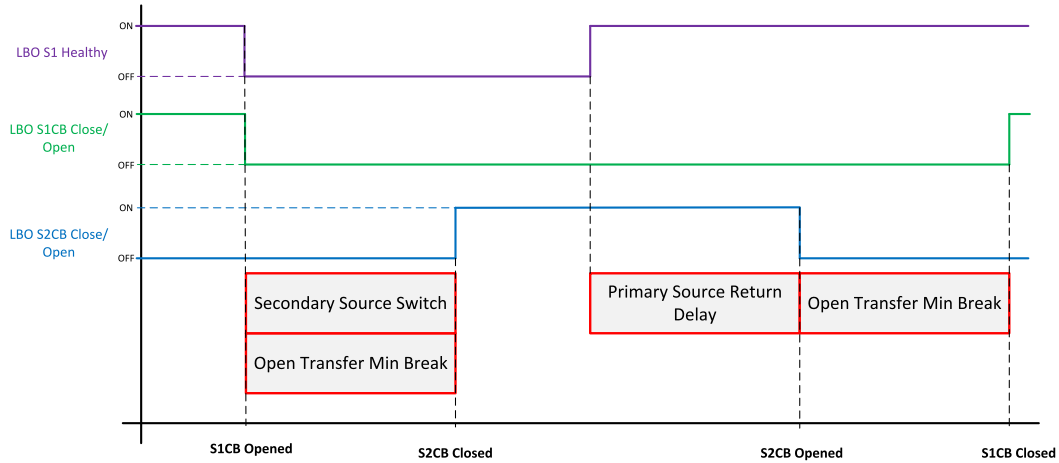 ON
LBO S1 Healthy
OFF
ON
LBO S1CB Close/
Open
OFF
ON
LBO S2CB Close/
Open
OFF
Secondary Source Switch
Primary Source Return
Delay
Open Transfer Min Break
Open Transfer Min Break
S1CB Opened
S2CB Closed
S2CB Opened
S1CB Closed